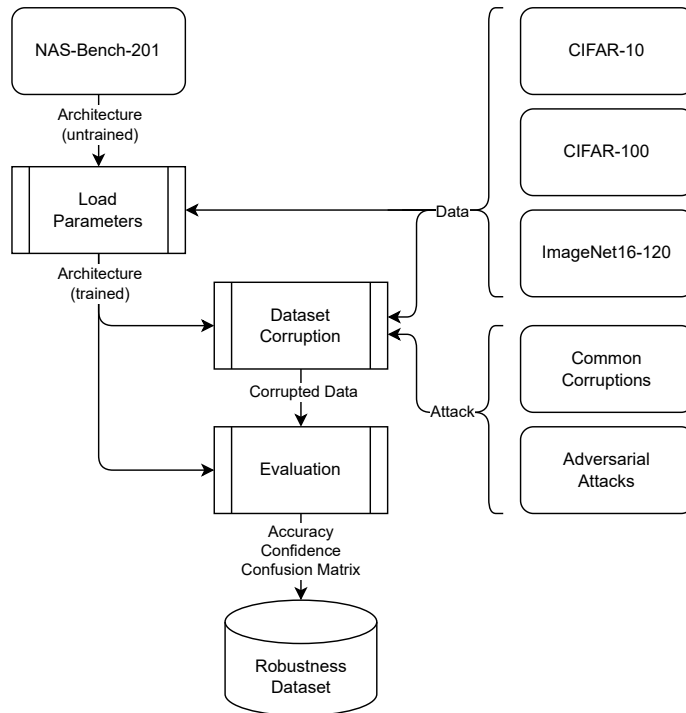 NAS-Bench-201
CIFAR-10
Architecture
(untrained)
CIFAR-100
Load
Parameters
Data
ImageNet16-120
Architecture
(trained)
Dataset
Corruption
Common
Corruptions
Corrupted Data
Attack
Evaluation
Adversarial
Attacks
Accuracy
Confidence
Confusion Matrix
Robustness
Dataset